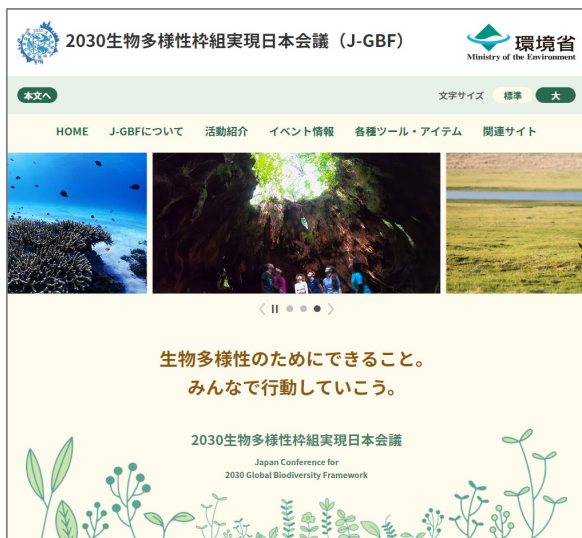 2030生物多様性枠組実現日本会議（J-GBF）
環境省
Ministry of the Environment
本文へ
文字サイズ 標準 大
HOME J-GBFについて 活動紹介 イベント情報 各種ツール・アイテム 関連サイト
生物多様性のためにできること。
みんなで行動していこう。
2030生物多様性枠組実現日本会議
Japan Conference for
2030 Global Biodiversity Framework